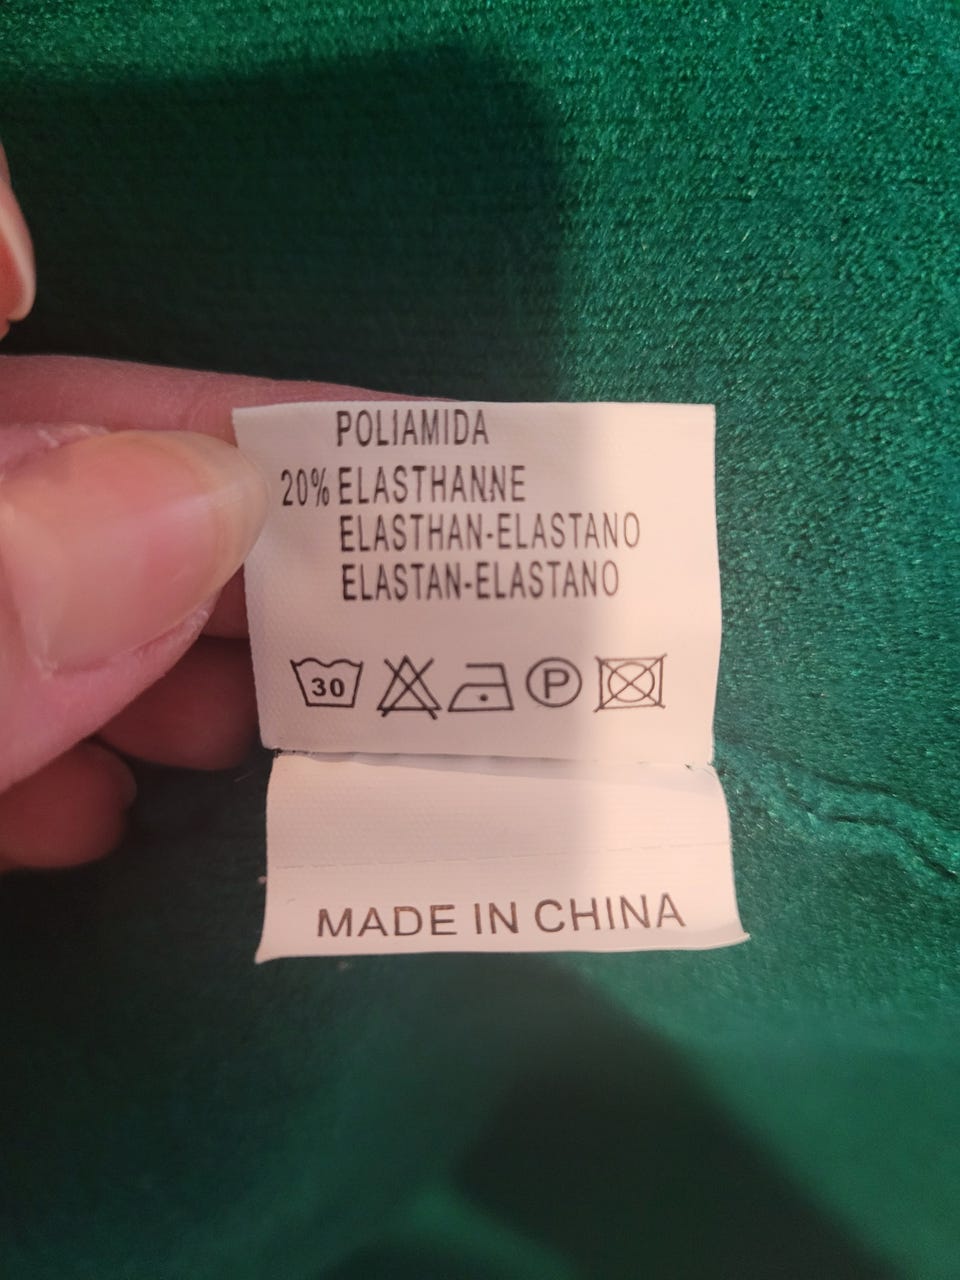 POLIAMIDA
20% ELASTHANNE
ELASTHAN-ELASTANO
ELASTAN-ELASTANO
30 P
MADE IN CHINA